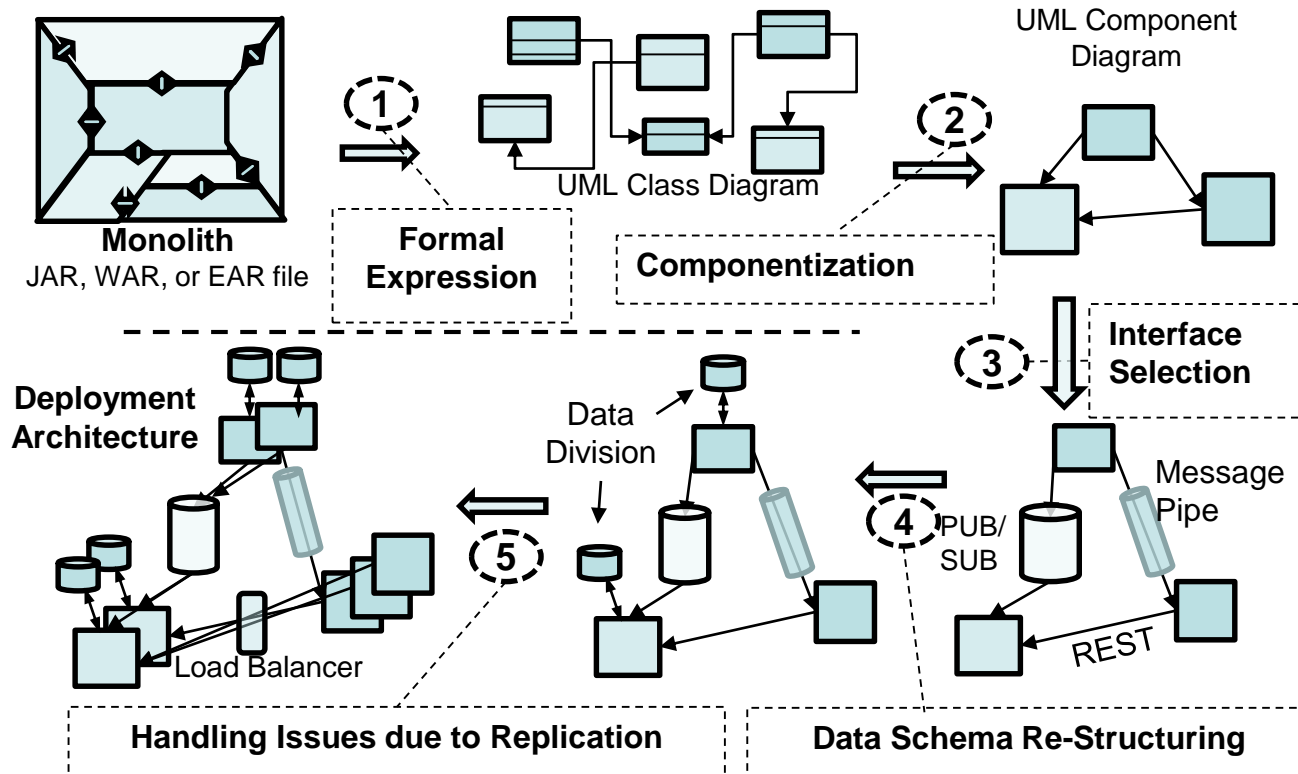 UML Component
Diagram
1
2
UML Class Diagram
Monolith
JAR, WAR, or EAR file
Formal
Expression
Componentization
3
Interface
Selection
Deployment
Architecture
Data
Division
Message
Pipe
4
PUB/
SUB
5
REST
Load Balancer
Handling Issues due to Replication
Data Schema Re-Structuring